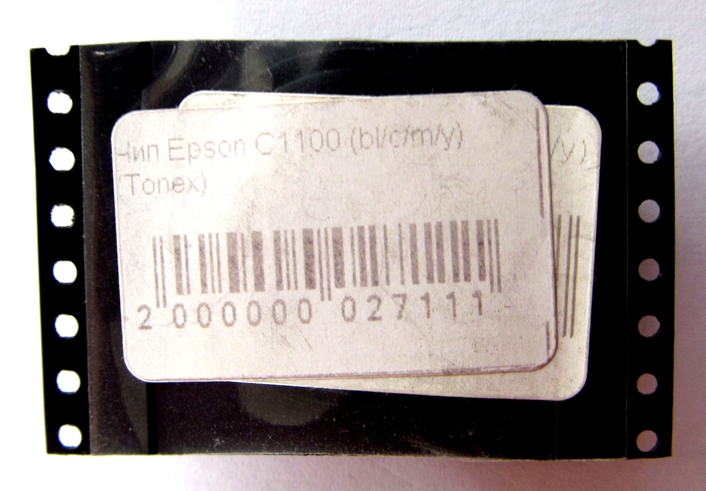 Чип Epson C1100 (bl/c/m/y)
(Tonex)
/y)
2 000000 027111